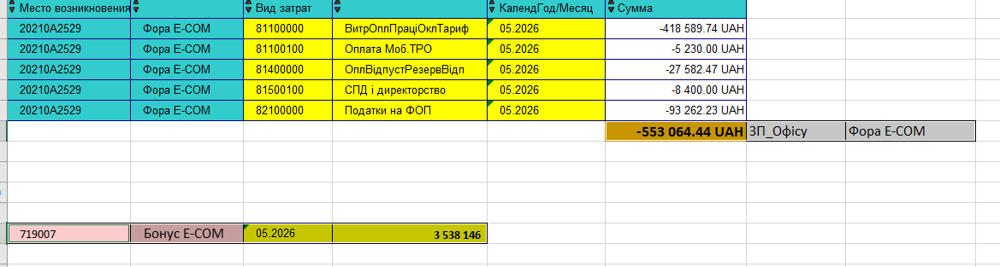 Место возникновения Вид затрат КалендГод/Месяц Сумма
20210A2529 Фора E-COM 81100000 ВитрОплПраціОклТариф 05.2026 -418 589.74 UAH
20210A2529 Фора E-COM 81100100 Оплата Моб.ТРО 05.2026 -5 230.00 UAH
20210A2529 Фора E-COM 81400000 ОплВідпустРезервВідп 05.2026 -27 582.47 UAH
20210A2529 Фора E-COM 81500100 СПД і директорство 05.2026 -8 400.00 UAH
20210A2529 Фора E-COM 82100000 Податки на ФОП 05.2026 -93 262.23 UAH
-553 064.44 UAH ЗП_Офісу Фора E-COM
719007 Бонус E-COM 05.2026 3 538 146